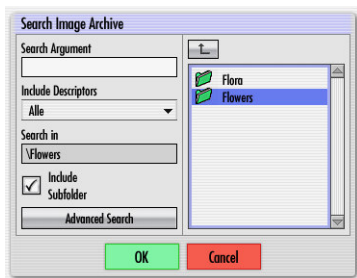 Search Image Archive
Search Argument
Include Descriptors
Alle
Search in
\Flowers
Include
Subfolder
Advanced Search
Flora
Flowers
OK
Cancel